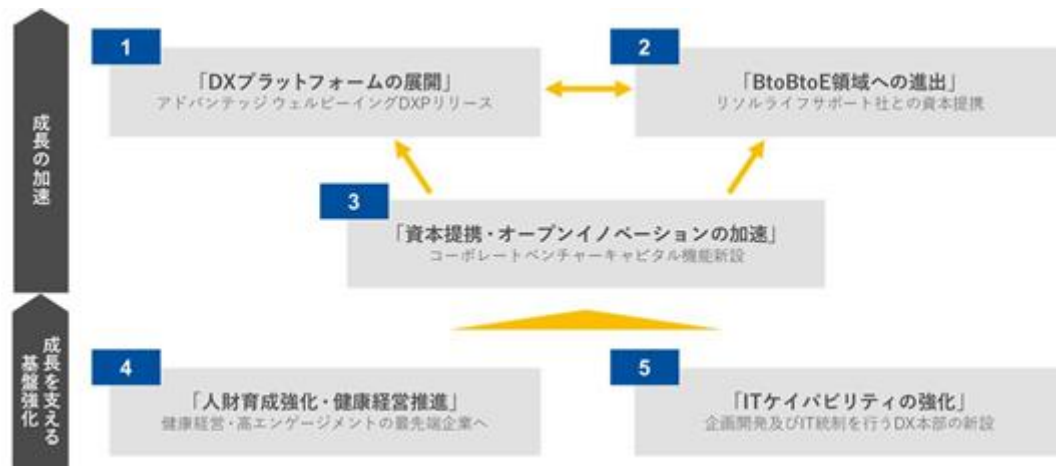 成長の加速
1
「DXプラットフォームの展開」
アドバンテッジ ウェルビーイングDXPリリース
2
「BtoBtoE領域への進出」
リソルライフサポート社との資本提携
3
「資本提携・オープンイノベーションの加速」
コーポレートベンチャーキャピタル機能新設
成長を支える
基盤強化
4
「人財育成強化・健康経営推進」
健康経営・高エンゲージメントの最先端企業へ
5
「ITケイパビリティの強化」
企画開発及びIT統制を行うDX本部の新設